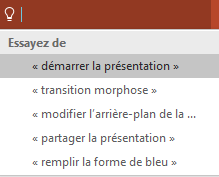 Essayez de
« démarrer la présentation »
« transition morphose »
« modifier l'arrière-plan de la ...
« partager la présentation »
« remplir la forme de bleu »